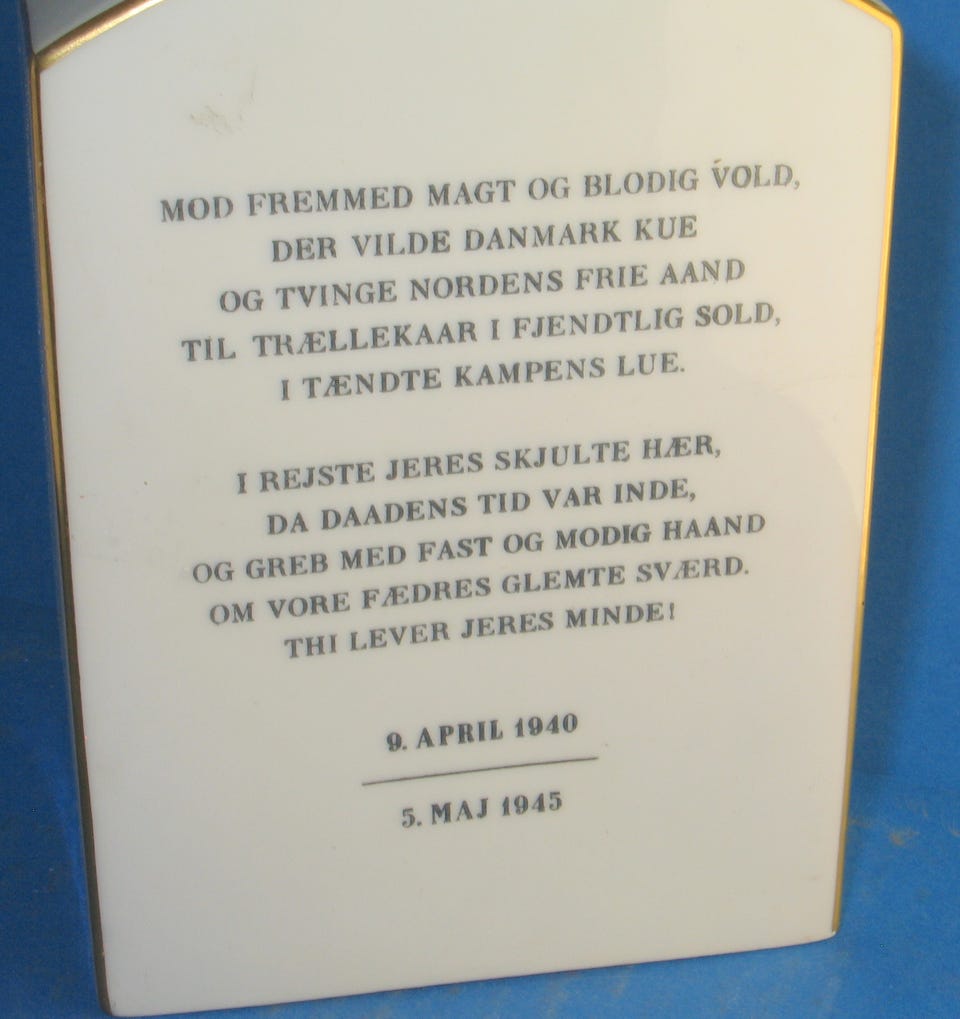 MOD FREMMED MAGT OG BLODIG VOLD,
DER VILDE DANMARK KUE
OG TVINGE NORDENS FRIE AAND
TIL TRÆLLEKAAR I FJENDTLIG SOLD,
I TÆNDTE KAMPENS LUE.
I REJSTE JERES SKJULTE HÆR,
DA DAADENS TID VAR INDE,
OG GREB MED FAST OG MODIG HAAND
OM VORE FÆDRES GLEMTE SVÆRD.
THI LEVER JERES MINDE!
9. APRIL 1940
5. MAJ 1945